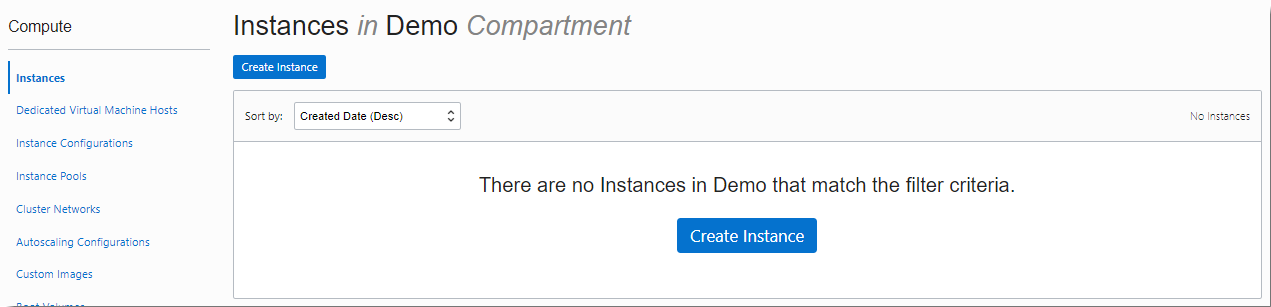 Compute
Instances
Dedicated Virtual Machine Hosts
Instance Configurations
Instance Pools
Cluster Networks
Autoscaling Configurations
Custom Images
Boot Volumes
Instances in Demo Compartment
Create Instance
Sort by: Created Date (Desc)
No Instances
There are no Instances in Demo that match the filter criteria.
Create Instance